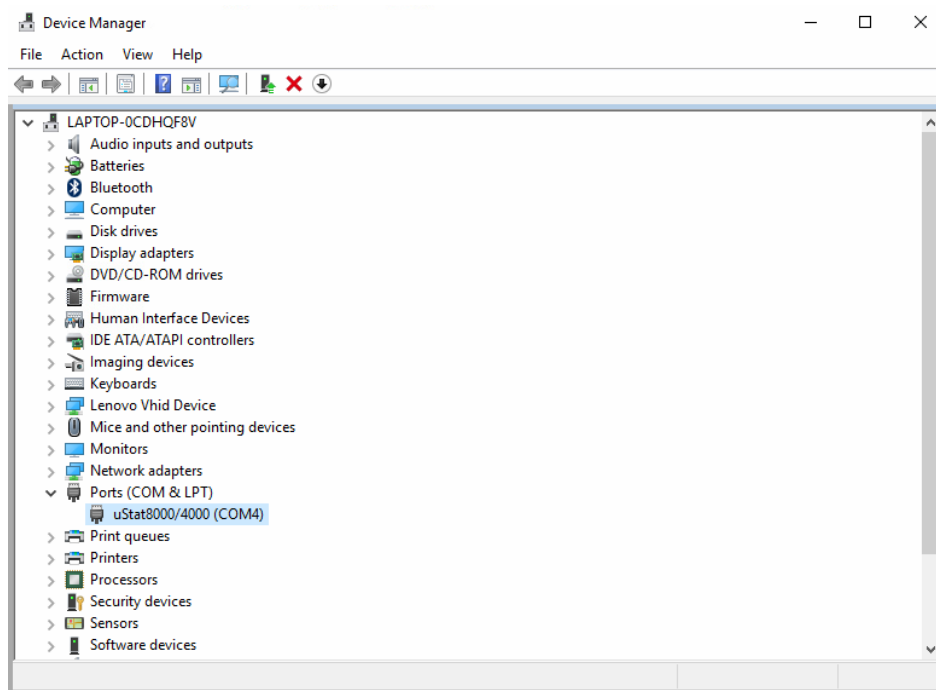 Device Manager
File Action View Help
LAPTOP-0CDHQF8V
Audio inputs and outputs
Batteries
Bluetooth
Computer
Disk drives
Display adapters
DVD/CD-ROM drives
Firmware
Human Interface Devices
IDE ATA/ATAPI controllers
Imaging devices
Keyboards
Lenovo Vhid Device
Mice and other pointing devices
Monitors
Network adapters
Ports (COM & LPT)
uStat8000/4000 (COM4)
Print queues
Printers
Processors
Security devices
Sensors
Software devices